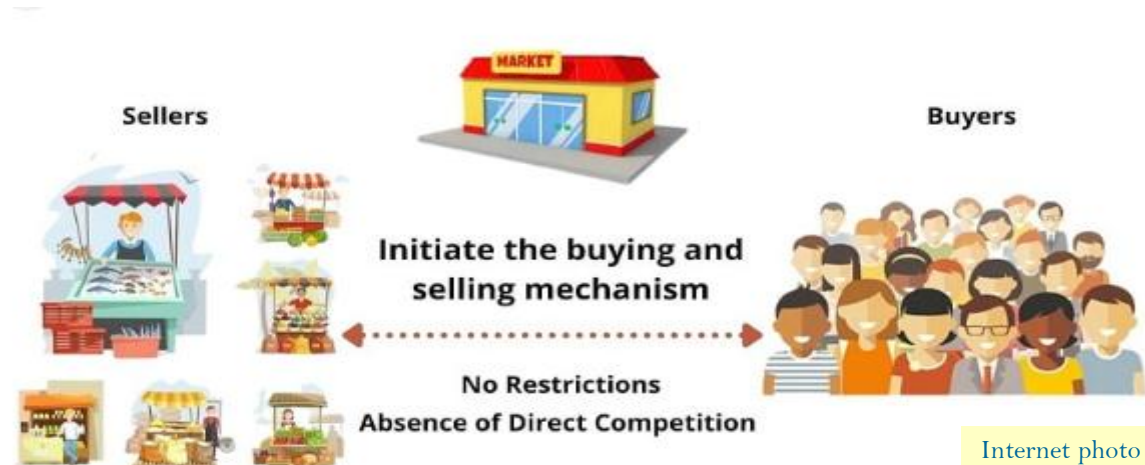 MARKET
Sellers
Buyers
Initiate the buying and
selling mechanism
No Restrictions
Absence of Direct Competition
Internet photo